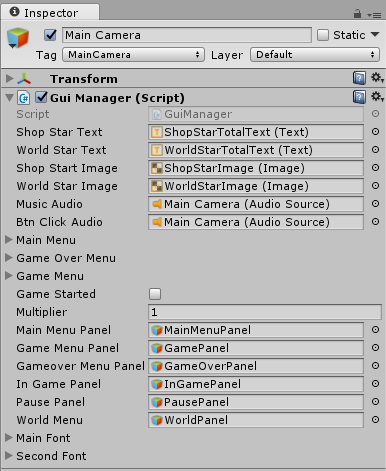 Inspector
Main Camera Static
Tag MainCamera Layer Default
Transform
Gui Manager (Script)
Script GuiManager
Shop Star Text ShopStarTotalText (Text)
World Star Text WorldStarTotalText (Text)
Shop Start Image ShopStarImage (Image)
World Star Image WorldStarImage (Image)
Music Audio Main Camera (Audio Source)
Btn Click Audio Main Camera (Audio Source)
Main Menu
Game Over Menu
Game Menu
Game Started
Multiplier 1
Main Menu Panel MainMenuPanel
Game Menu Panel GamePanel
Gameover Menu Panel GameOverPanel
In Game Panel InGamePanel
Pause Panel PausePanel
World Menu WorldPanel
Main Font
Second Font